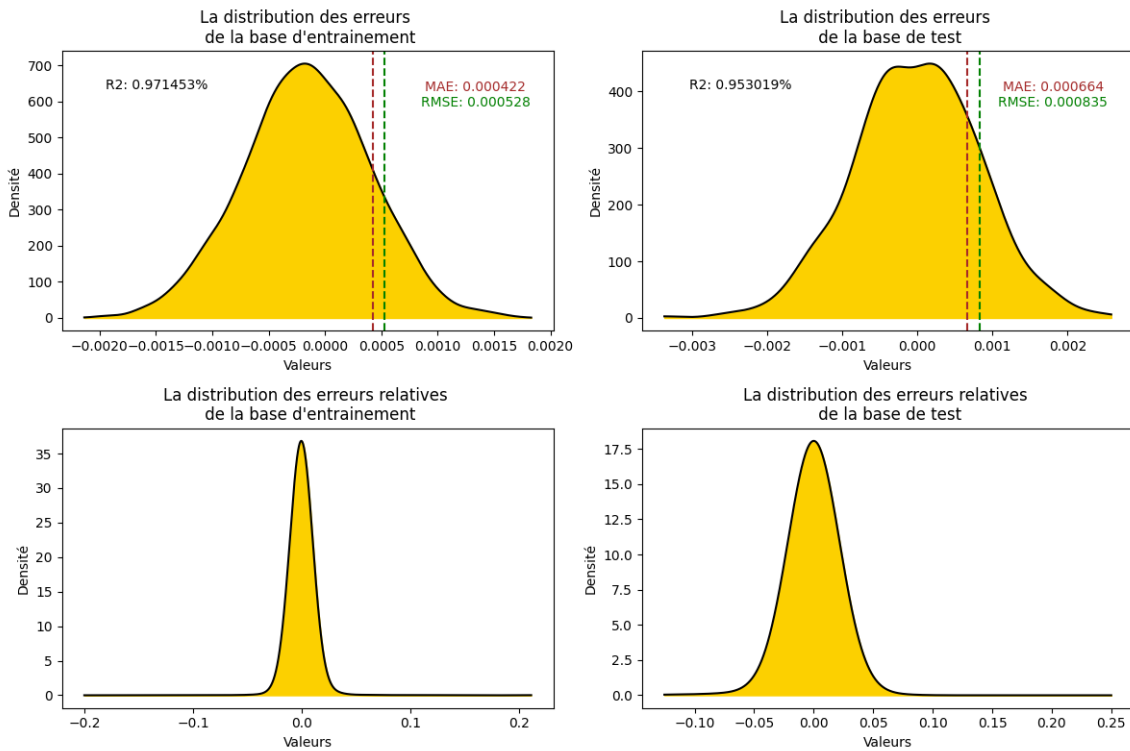 La distribution des erreurs
de la base d'entrainement
700
600
500
400
300
200
100
0
Densité
R2: 0.971453%
MAE: 0.000422
RMSE: 0.000528
−0.0020
−0.0015
−0.0010
−0.0005
0.0000
0.0005
0.0010
0.0015
0.0020
Valeurs
La distribution des erreurs
de la base de test
400
300
200
100
0
Densité
R2: 0.953019%
MAE: 0.000664
RMSE: 0.000835
−0.003
−0.002
−0.001
0.000
0.001
0.002
Valeurs
La distribution des erreurs relatives
de la base d'entrainement
35
30
25
20
15
10
5
0
Densité
−0.2
−0.1
0.0
0.1
0.2
Valeurs
La distribution des erreurs relatives
de la base de test
17.5
15.0
12.5
10.0
7.5
5.0
2.5
0.0
Densité
−0.10
−0.05
0.00
0.05
0.10
0.15
0.20
0.25
Valeurs